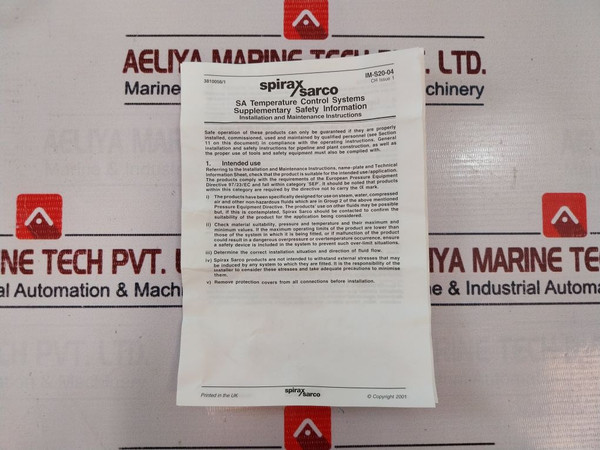 AELIYA MARINE TECH PVT. LTD.
3815050/1
IM-S20-04
CH Issue 1
spirax
sarco
SA Temperature Control Systems
Supplementary Safety Information
Installation and Maintenance Instructions
Safe operation of these products can only be guaranteed if they are properly
installed, commissioned, used and maintained by qualified personnel (see Section
11 on this document) in compliance with the operating instructions. General
installation and safety instructions for pipeline and plant construction, as well as
the proper use of tools and safety equipment must also be complied with.
1. Intended use
Referring to the Installation and Maintenance Instructions, name-plate and Technical
Information Sheet, check that the product is suitable for the intended use/application.
The products comply with the requirements of the European Pressure Equipment
Directive 97/23/EC and fall within category 'SEP'. It should be noted that products
within this category are required by the directive not to carry the CE mark.
i) The products have been specifically designed for use on steam, water, compressed
air and other non-hazardous fluids which are in Group 2 of the above mentioned
Pressure Equipment Directive. The products' use on other fluids may be possible
but, if this is contemplated, Spirax Sarco should be contacted to confirm the
suitability of the product for the application being considered.
ii) Check material suitability, pressure and temperature and their maximum and
minimum values. If the maximum operating limits of the product are lower than
those of the system in which it is being fitted, or if malfunction of the product
could result in a dangerous overpressure or overtemperature occurrence, ensure
a safety device is included in the system to prevent such over-limit situations.
iii) Determine the correct installation situation and direction of fluid flow.
iv) Spirax Sarco products are not intended to withstand external stresses that may
be induced by any system to which they are fitted. It is the responsibility of the
installer to consider these stresses and take adequate precautions to minimise
them.
v) Remove protection covers from all connections before installation.
Printed in the UK
spirax
sarco
© Copyright 2001
Marine
chinery
NE TECH PVT.
al Automation & Mach
AELIYA MARINE TECH
Marine, Industrial Automation &